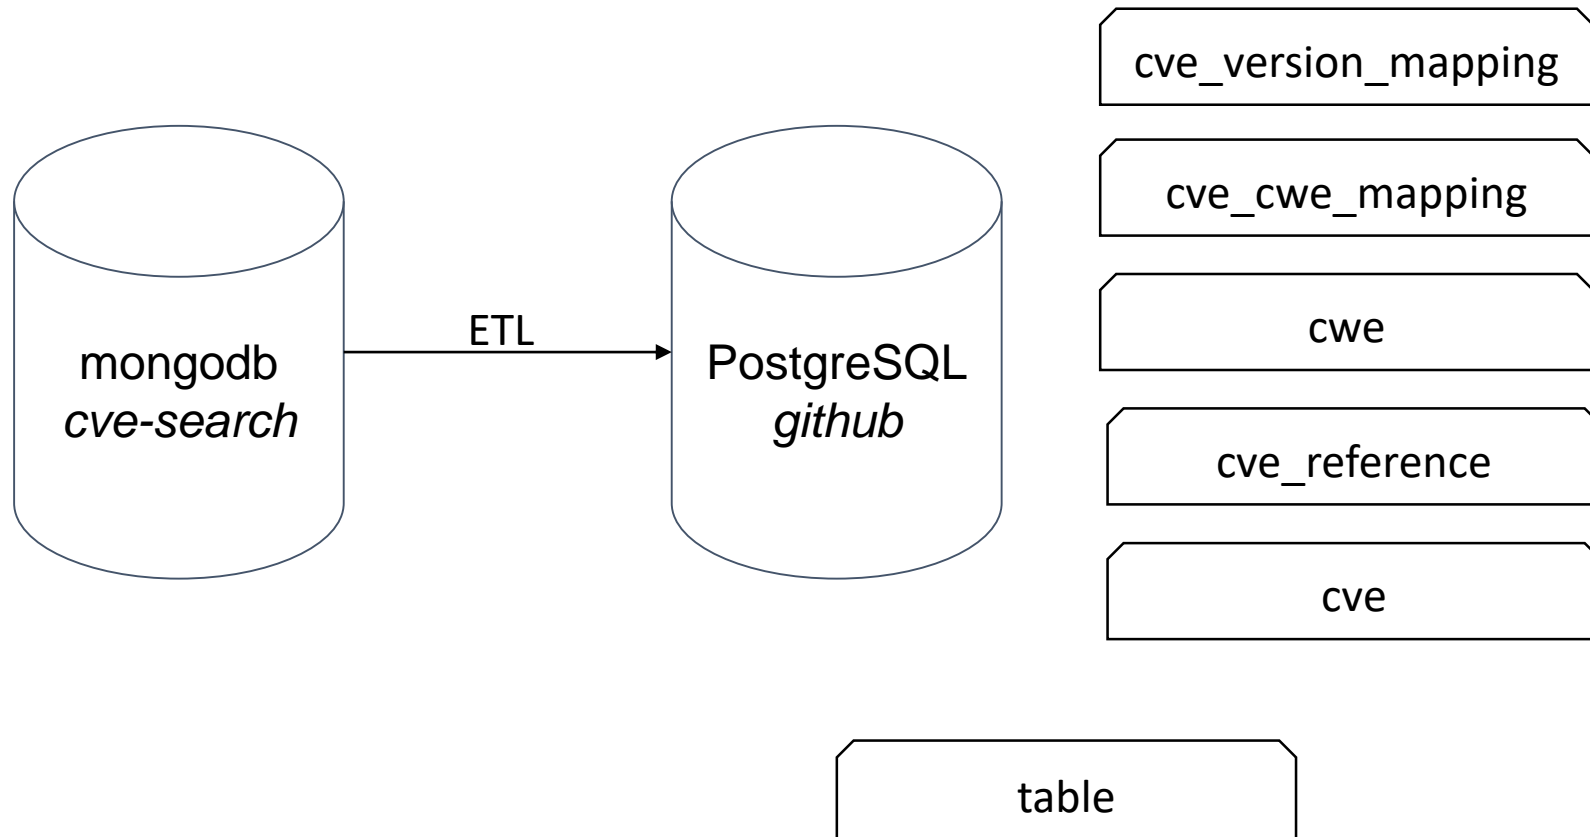 mongodb
cve-search
ETL
PostgreSQL
github
cve_version_mapping
cve_cwe_mapping
cwe
cve_reference
cve
table